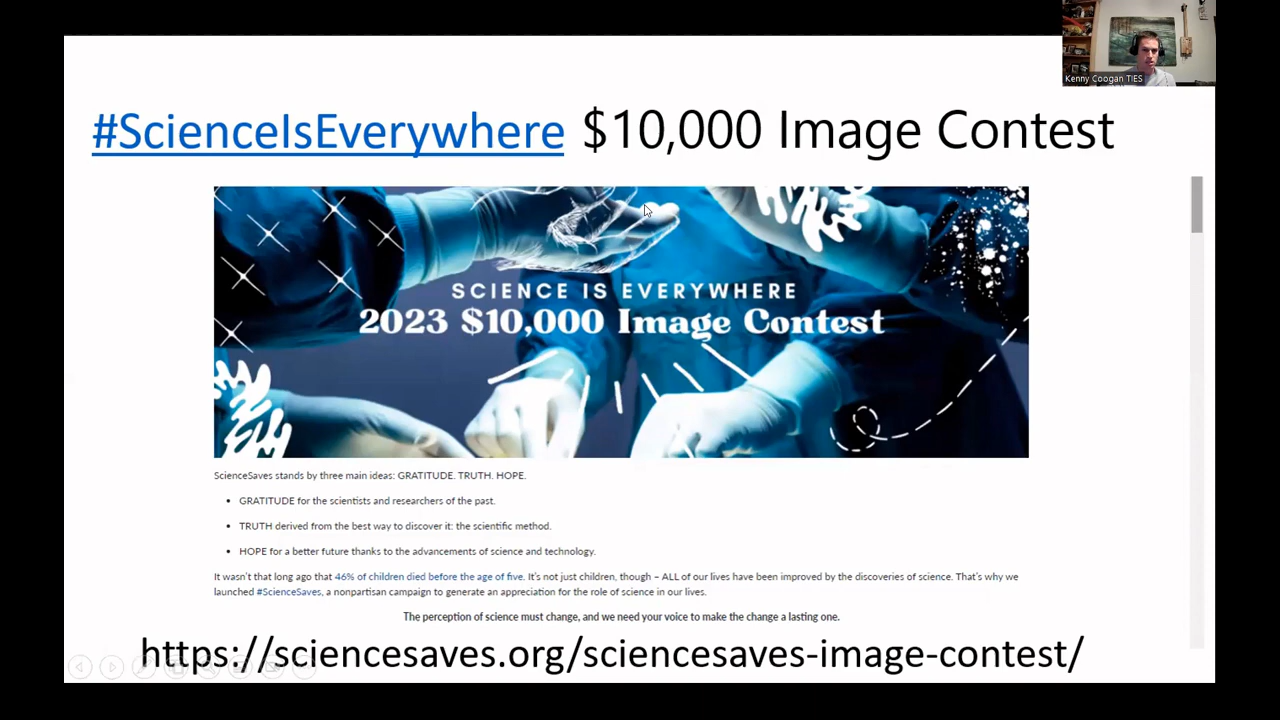 Kenny Coogan TIES
#ScienceIsEverywhere $10,000 Image Contest
SCIENCE IS EVERYWHERE
2023 $10,000 Image Contest
ScienceSaves stands by three main ideas: GRATITUDE. TRUTH. HOPE.
• GRATITUDE for the scientists and researchers of the past.
• TRUTH derived from the best way to discover it: the scientific method.
• HOPE for a better future thanks to the advancements of science and technology.
It wasn't that long ago that 46% of children died before the age of five. It's not just children, though – ALL of our lives have been improved by the discoveries of science. That's why we
launched #ScienceSaves, a nonpartisan campaign to generate an appreciation for the role of science in our lives.
The perception of science must change, and we need your voice to make the change a lasting one.
https://sciencesaves.org/sciencesaves-image-contest/